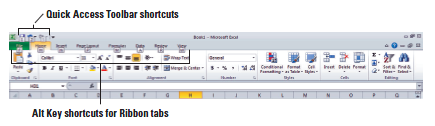 Quick Access Toolbar shortcuts
Book1 - Microsoft Excel
File Home Insert Page Layout Formulas Data Review View
Calibri Wrap Text General
Paste Merge & Center Conditional Format Cell Insert Delete Format Sort & Find &
Formatting as Table Styles Filter Select
Clipboard Font Alignment Number Styles Cells Editing
Alt Key shortcuts for Ribbon tabs